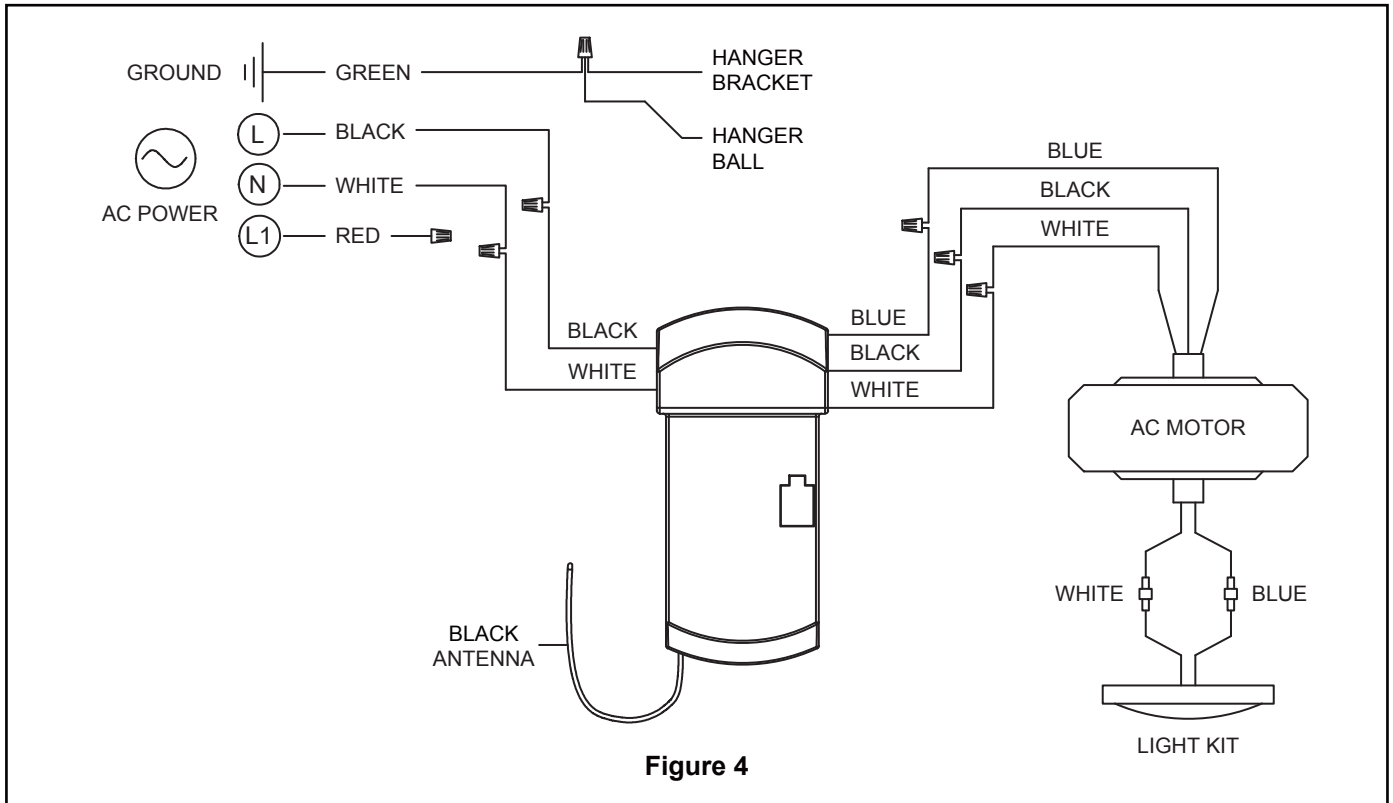 GROUND
GREEN
HANGER
BRACKET
HANGER
BALL
L
BLACK
N
WHITE
AC POWER
L1
RED
BLUE
BLACK
WHITE
BLACK
WHITE
BLUE
BLACK
WHITE
AC MOTOR
WHITE
BLUE
BLACK
ANTENNA
LIGHT KIT
Figure 4